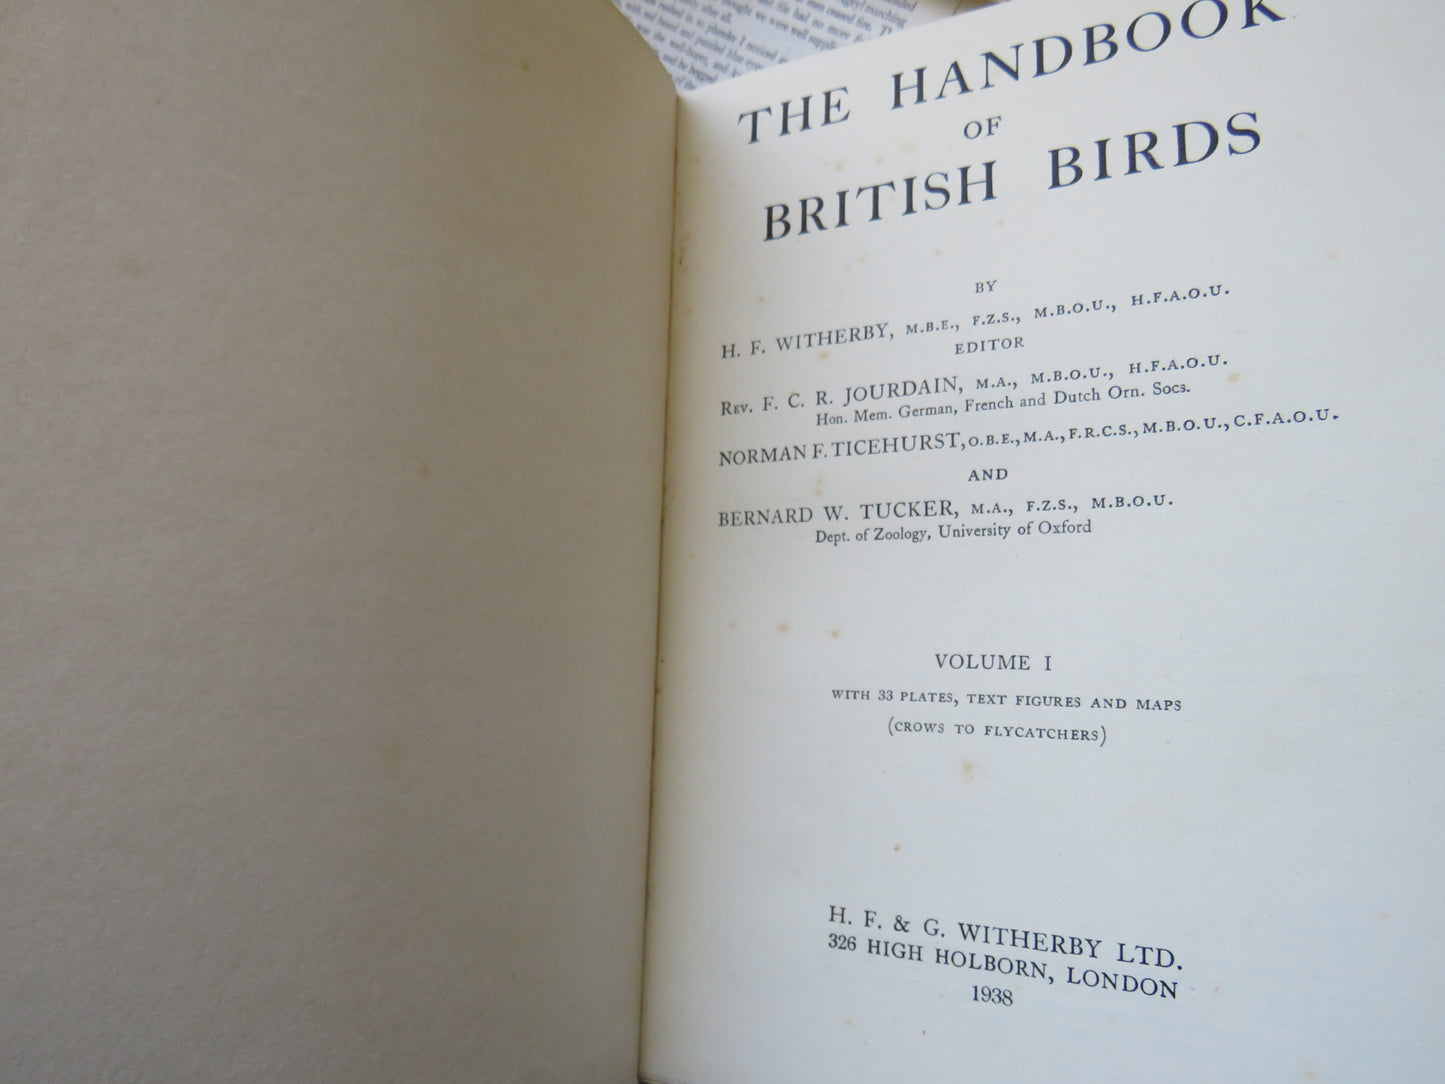 THE HANDBOOK
OF
BRITISH BIRDS
BY
H. F. WITHERBY, M.B.E., F.Z.S., M.B.O.U., H.F.A.O.U.
EDITOR
REV. F. C. R. JOURDAIN, M.A., M.B.O.U., H.F.A.O.U.
Hon. Mem. German, French and Dutch Orn. Socs.
NORMAN F. TICEHURST, O.B.E., M.A., F.R.C.S., M.B.O.U., C.F.A.O.U.
AND
BERNARD W. TUCKER, M.A., F.Z.S., M.B.O.U.
Dept. of Zoology, University of Oxford
VOLUME I
WITH 33 PLATES, TEXT FIGURES AND MAPS
(CROWS TO FLYCATCHERS)
H. F. & G. WITHERBY LTD.
326 HIGH HOLBORN, LONDON
1938